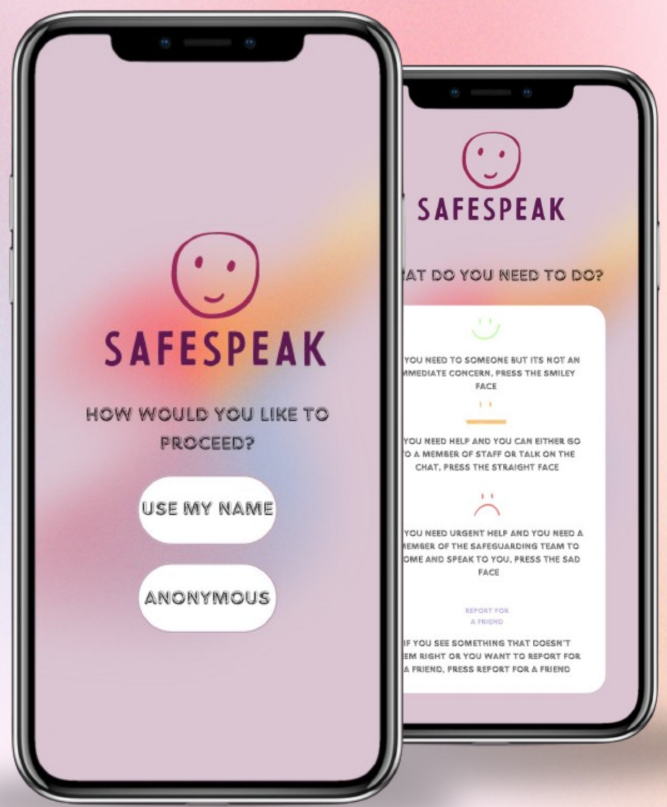 SAFESPEAK
HOW WOULD YOU LIKE TO
PROCEED?
USE MY NAME
ANONYMOUS
SAFESPEAK
AT DO YOU NEED TO DO?
YOU NEED TO SOMEONE BUT ITS NOT AN
MMEDIATE CONCERN, PRESS THE SMILEY
FACE
YOU NEED HELP AND YOU CAN EITHER GO
O A MEMBER OF STAFF OR TALK ON THE
CHAT, PRESS THE STRAIGHT FACE
YOU NEED URGENT HELP AND YOU NEED A
EMBER OF THE SAFEGUARDING TEAM TO
OME AND SPEAK TO YOU, PRESS THE SAD
FACE
REPORT FOR
A FRIEND
IF YOU SEE SOMETHING THAT DOESN'T
EM RIGHT OR YOU WANT TO REPORT FOR
A FRIEND, PRESS REPORT FOR A FRIEND